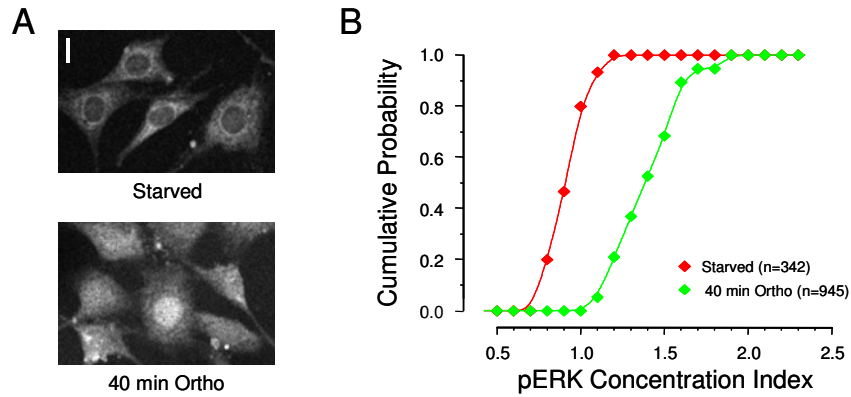 A
Starved
40 min Ortho
B
Cumulative Probability
1.0
0.8
0.6
0.4
0.2
0.0
Starved (n=342)
40 min Ortho (n=945)
0.5 1.0 1.5 2.0 2.5
pERK Concentration Index